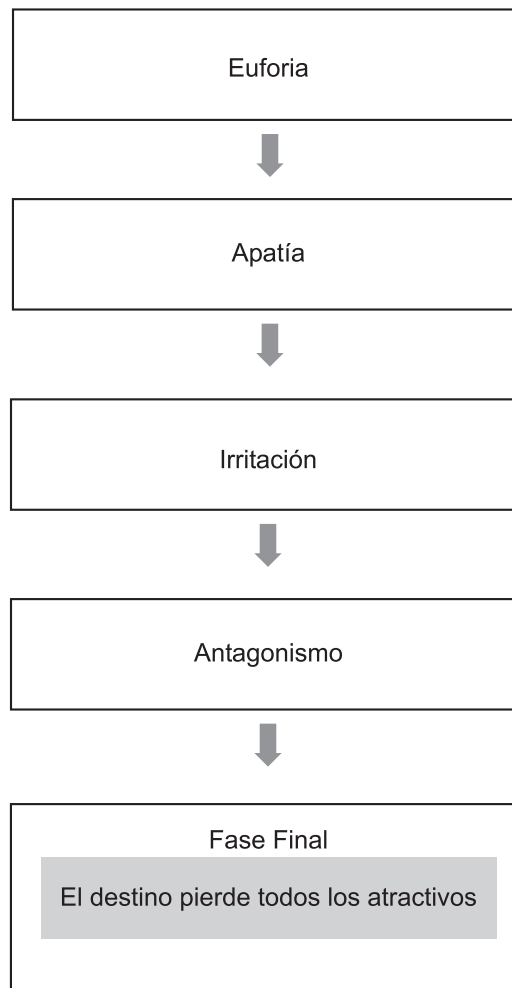 Euforia
Apatía
Irritación
Antagonismo
Fase Final
El destino pierde todos los atractivos